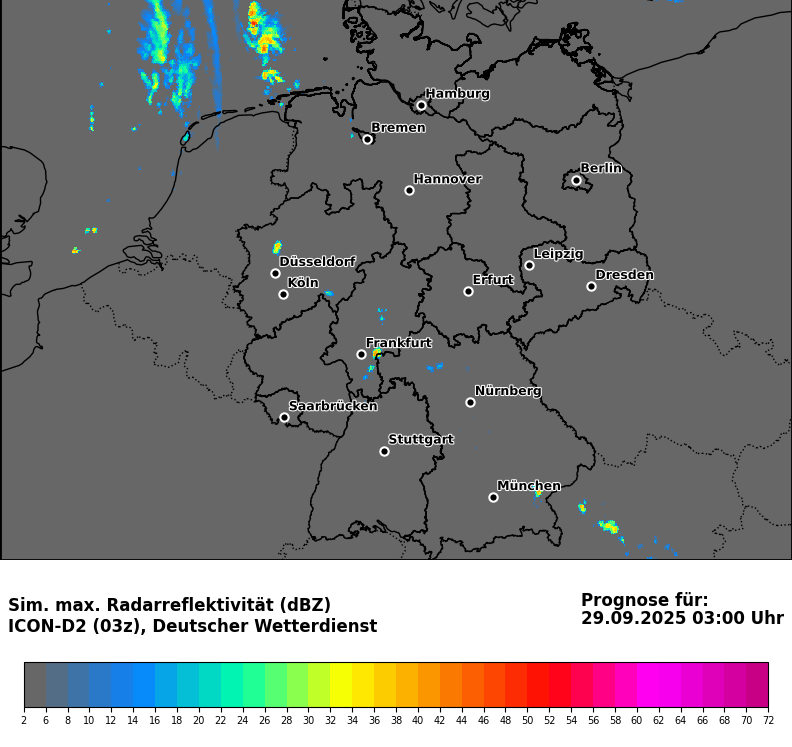 Hamburg
Bremen
Berlin
Hannover
Leipzig
Düsseldorf
Dresden
Köln
Erfurt
Frankfurt
Nürnberg
Saarbrücken
Stuttgart
München
Sim. max. Radarreflektivität (dBZ)
ICON-D2 (03z), Deutscher Wetterdienst
Prognose für:
29.09.2025 03:00 Uhr
2 6 8 10 12 14 16 18 20 22 24 26 28 30 32 34 36 38 40 42 44 46 48 50 52 54 56 58 60 62 64 66 68 70 72